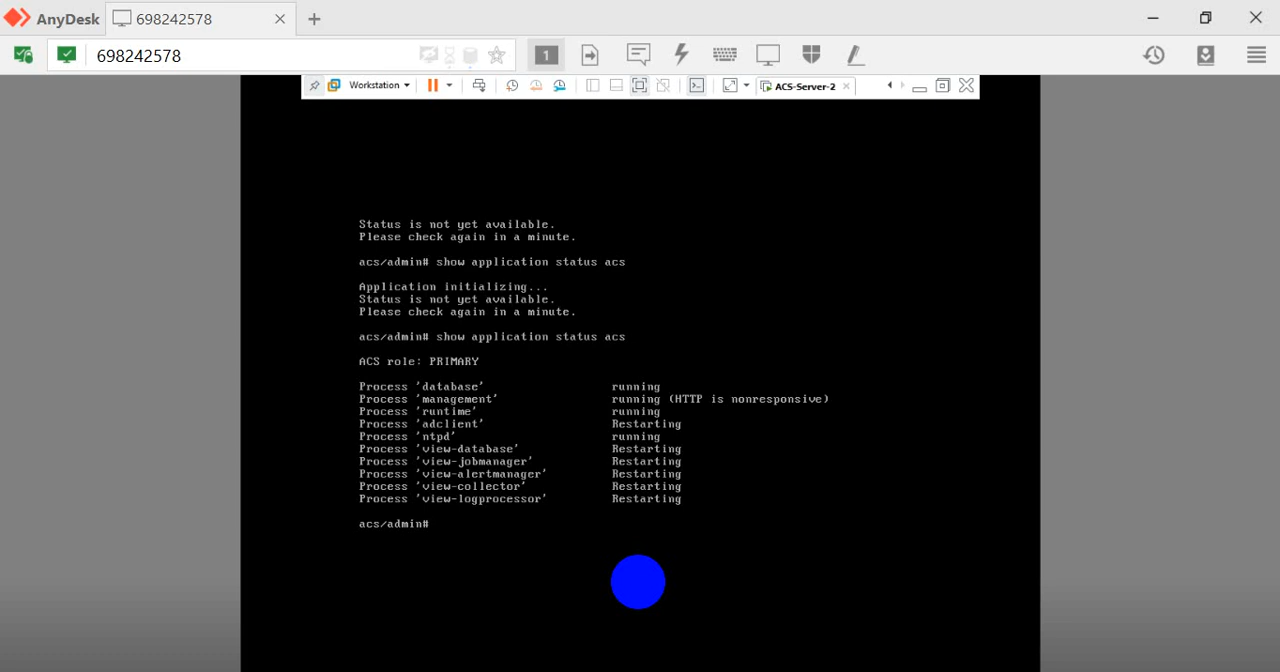 AnyDesk
698242578
698242578
1
Workstation
ACS-Server-2
Status is not yet available.
Please check again in a minute.
acs/admin# show application status acs
Application initializing...
Status is not yet available.
Please check again in a minute.
acs/admin# show application status acs
ACS role: PRIMARY
Process 'database' running
Process 'management' running (HTTP is nonresponsive)
Process 'runtime' running
Process 'adclient' Restarting
Process 'ntpd' running
Process 'view-database' Restarting
Process 'view-jobmanager' Restarting
Process 'view-alertmanager' Restarting
Process 'view-collector' Restarting
Process 'view-logprocessor' Restarting
acs/admin#